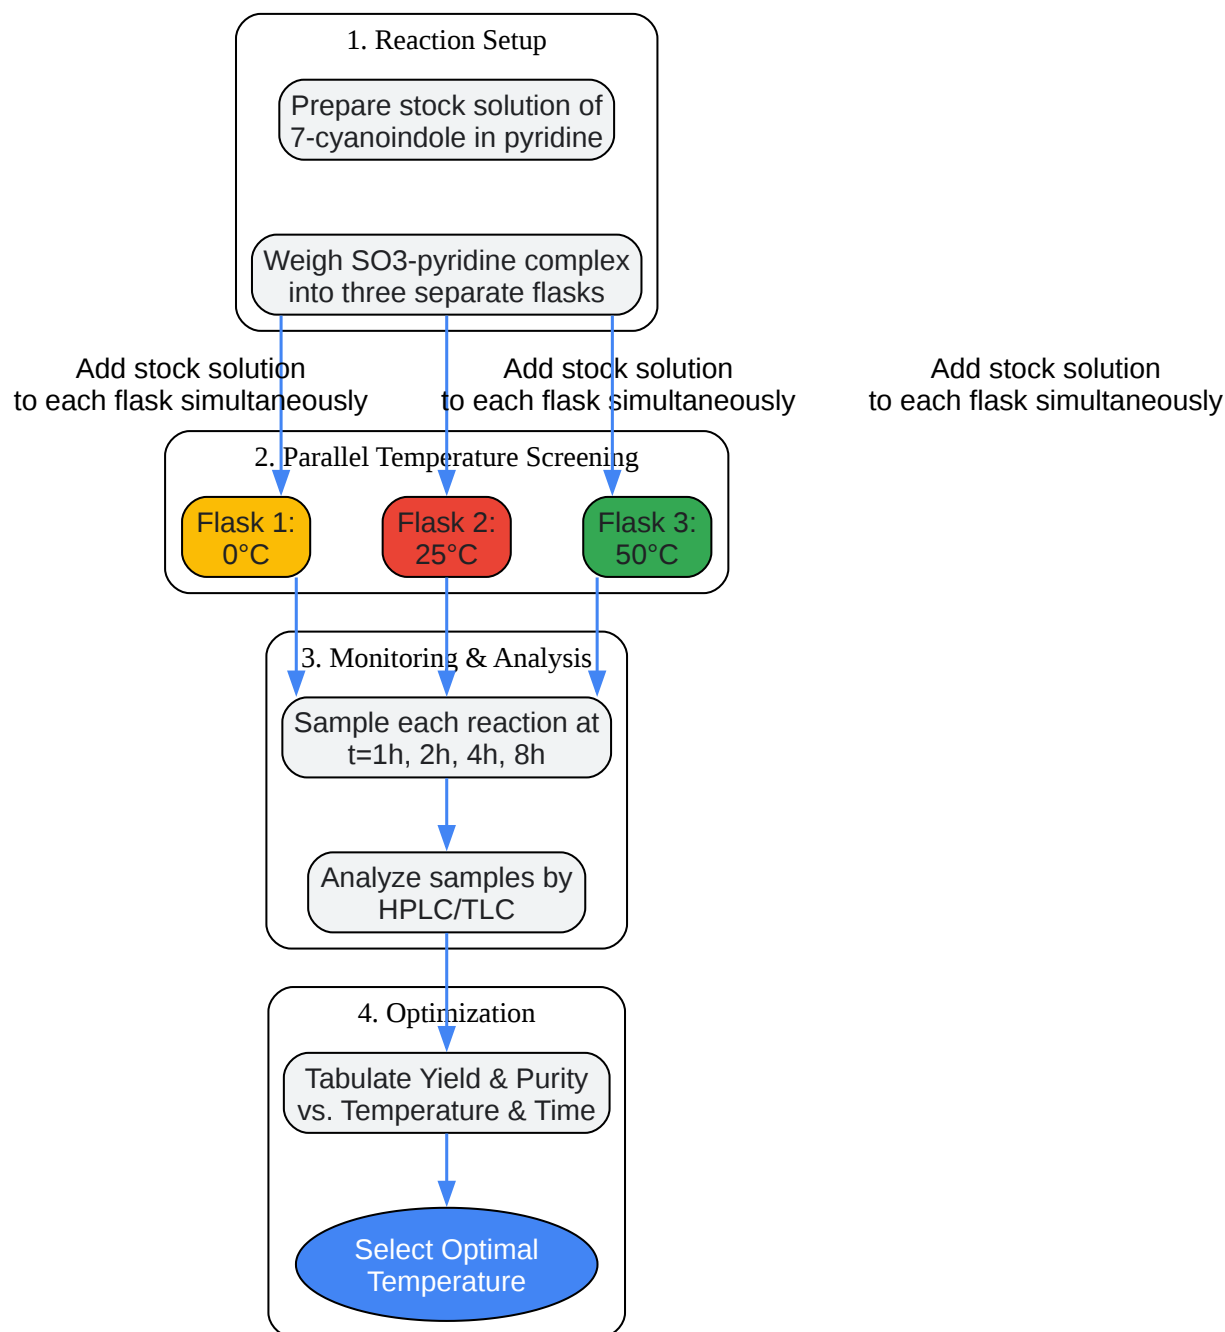 1. Reaction Setup
Prepare stock solution of
7-cyanoindole in pyridine
Weigh SO3-pyridine complex
into three separate flasks
Add stock solution
to each flask simultaneously
Add stock solution
to each flask simultaneously
Add stock solution
to each flask simultaneously
2. Parallel Temperature Screening
Flask 1:
0°C
Flask 2:
25°C
Flask 3:
50°C
3. Monitoring & Analysis
Sample each reaction at
t=1h, 2h, 4h, 8h
Analyze samples by
HPLC/TLC
4. Optimization
Tabulate Yield & Purity
vs. Temperature & Time
Select Optimal
Temperature